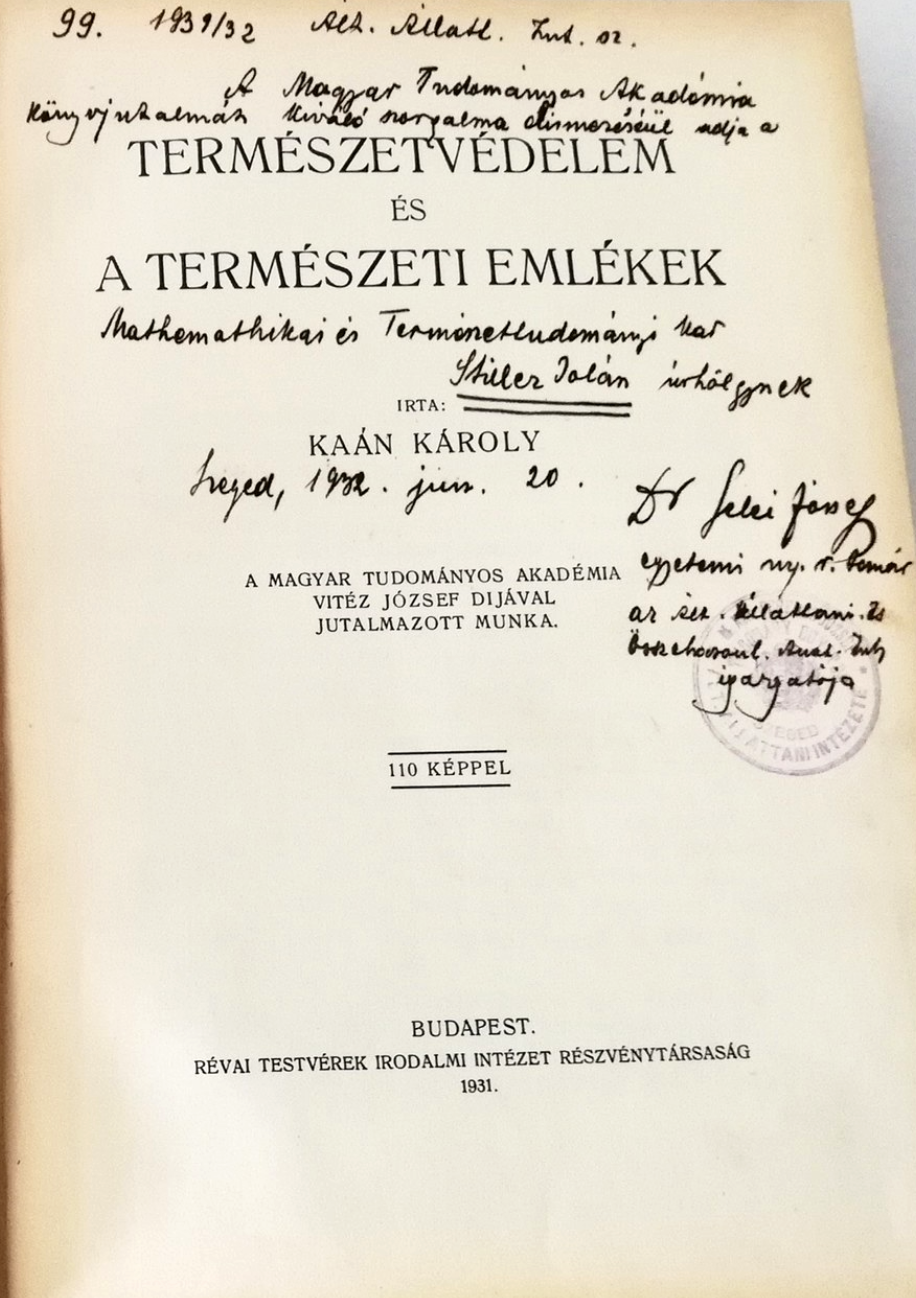 99. 1931/32 Ált. Állatt. Int. sz.
A Magyar Tudományos Akadémia
Könyvjutalmát kiváló szorgalma elismeréséül adja a
TERMÉSZETVÉDELEM
ÉS
A TERMÉSZETI EMLÉKEK
Mathemathikai és Természettudományi kar
Stiller Jolán úrhölgynek
IRTA:
KAÁN KÁROLY
Szeged, 1932. jun. 20.
Dr Gelei József
egyetemi ny. r. tanár
az Ált. Állattani és
Összehasonl. Anat. Int.
igazgatója
A MAGYAR TUDOMÁNYOS AKADÉMIA
VITÉZ JÓZSEF DIJÁVAL
JUTALMAZOTT MUNKA.
SZEGED
110 KÉPPEL
BUDAPEST.
RÉVAI TESTVÉREK IRODALMI INTÉZET RÉSZVÉNYTÁRSASÁG
1931.